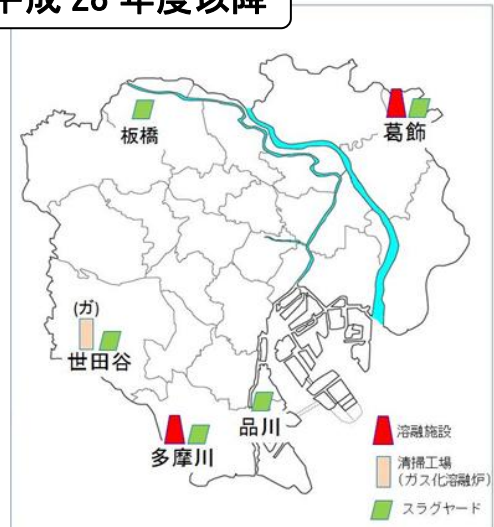 平成 28 年度以降
板橋
葛飾
(ガ)
世田谷
品川
多摩川
溶融施設
清掃工場
(ガス化溶融炉)
スラグヤード